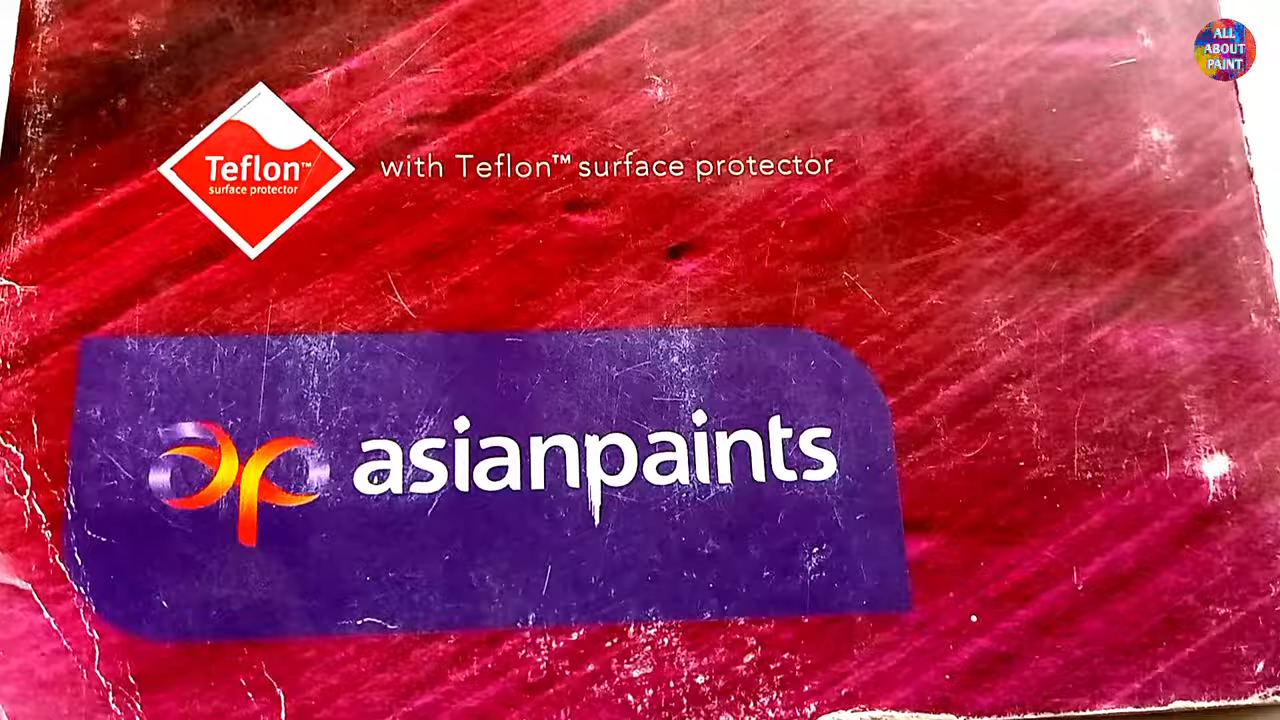 ALL
ABOUT
PAINT
Teflon™
surface protector
with Teflon™ surface protector
asianpaints